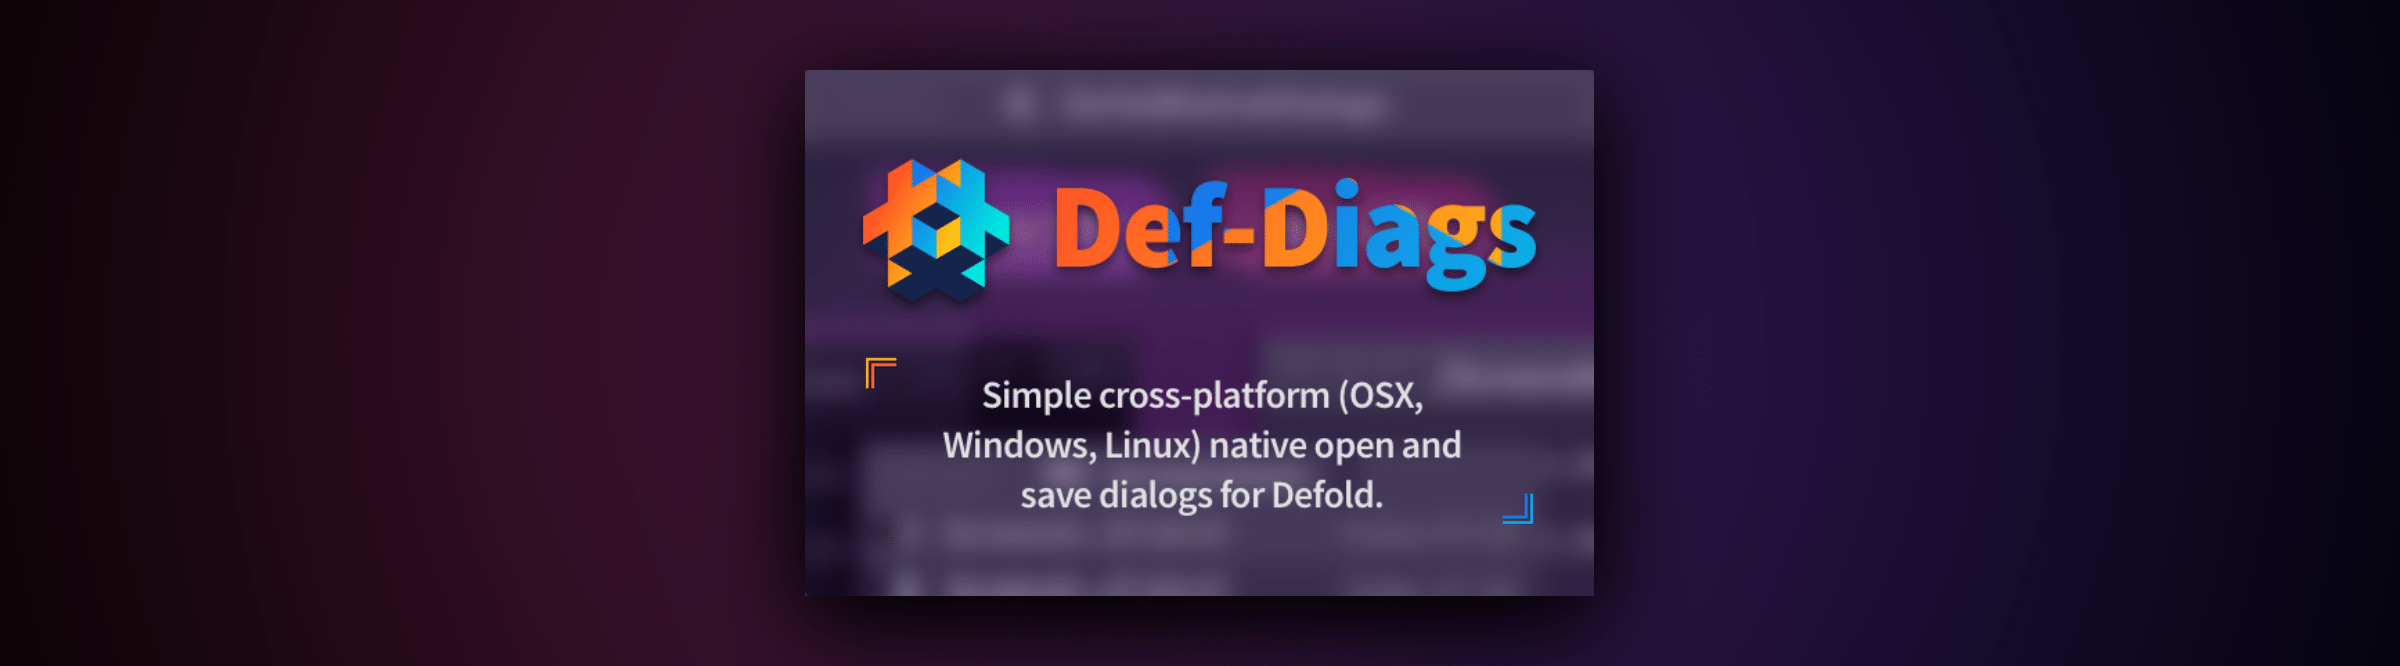 Def-Diags
Simple cross-platform (OSX,
Windows, Linux) native open and
save dialogs for Defold.